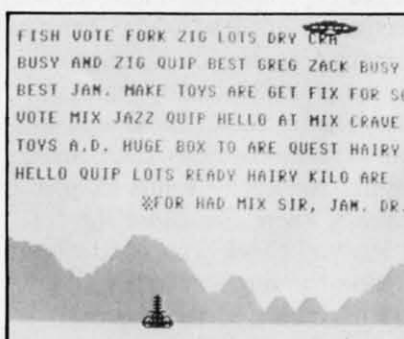 FISH VOTE FORK ZIG LOTS DRY
BUSY AND ZIG QUIP BEST GREG ZACK BUSY
BEST JAN. MAKE TOYS ARE GET FIX FOR
VOTE MIX JAZZ QUIP HELLO AT MIX CRAVE
TOYS A.D. HUGE BOX TO ARE QUEST HAIRY
HELLO QUIP LOTS READY HAIRY KILO ARE
FOR HAD MIX SIR, JAN. DR.